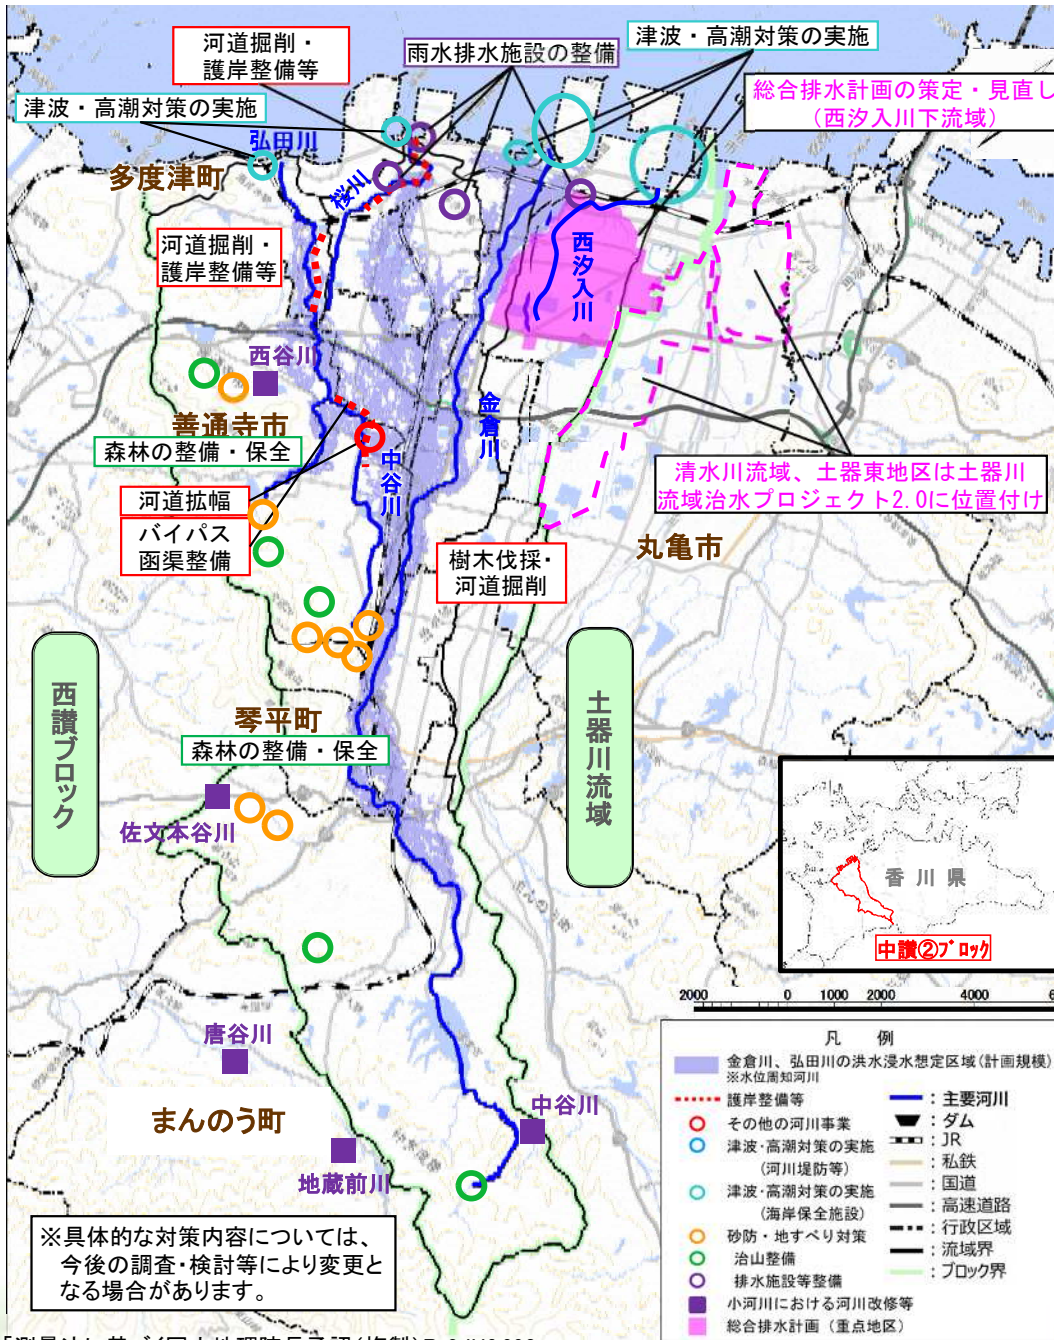 河道掘削・
護岸整備等
雨水排水施設の整備
津波・高潮対策の実施
津波・高潮対策の実施
総合排水計画の策定・見直し
(西汐入川下流域)
弘田川
多度津町
桜川
河道掘削・
護岸整備等
西汐入川
西谷川
善通寺市
森林の整備・保全
金倉川
中谷川
河道拡幅
バイパス
函渠整備
清水川流域、土器東地区は土器川
流域治水プロジェクト2.0に位置付け
樹木伐採・
河道掘削
丸亀市
西讃ブロック
土器川流域
琴平町
森林の整備・保全
佐文本谷川
香川県
中讃②ブロック
2000 0 1000 2000 4000
唐谷川
まんのう町
中谷川
地蔵前川
※具体的な対策内容については、
今後の調査・検討等により変更と
なる場合があります。
凡 例
金倉川、弘田川の洪水浸水想定区域(計画規模)
※水位周知河川
護岸整備等
その他の河川事業
津波・高潮対策の実施
(河川堤防等)
津波・高潮対策の実施
(海岸保全施設)
砂防・地すべり対策
治山整備
排水施設等整備
小河川における河川改修等
総合排水計画(重点地区)
:主要河川
:ダム
:JR
:私鉄
:国道
:高速道路
:行政区域
:流域界
:ブロック界